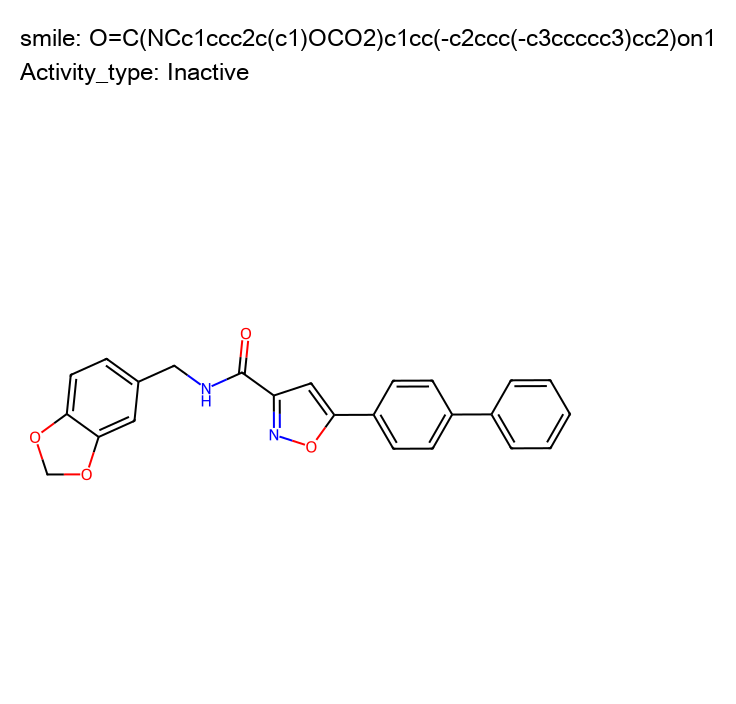 smile: O=C(NCc1ccc2c(c1)OCO2)c1cc(-c2ccc(-c3ccccc3)cc2)on1
Activity_type: Inactive
O
N
H
N
O
O
O